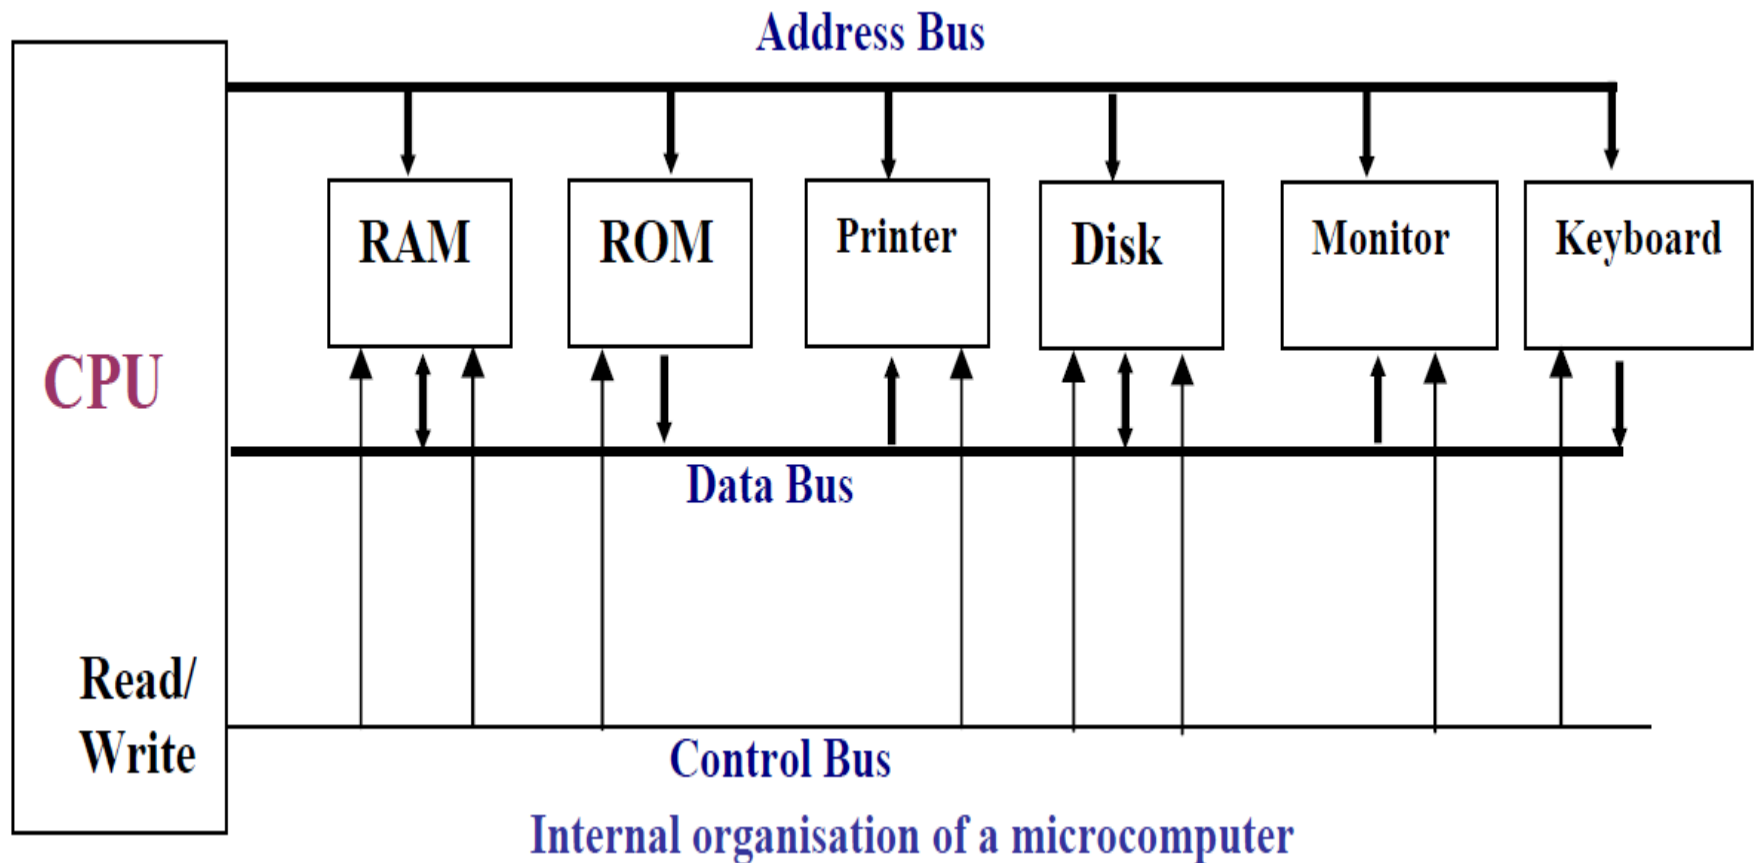 Address Bus
RAM
ROM
Printer
Disk
Monitor
Keyboard
CPU
Data Bus
Read/
Write
Control Bus
Internal organisation of a microcomputer